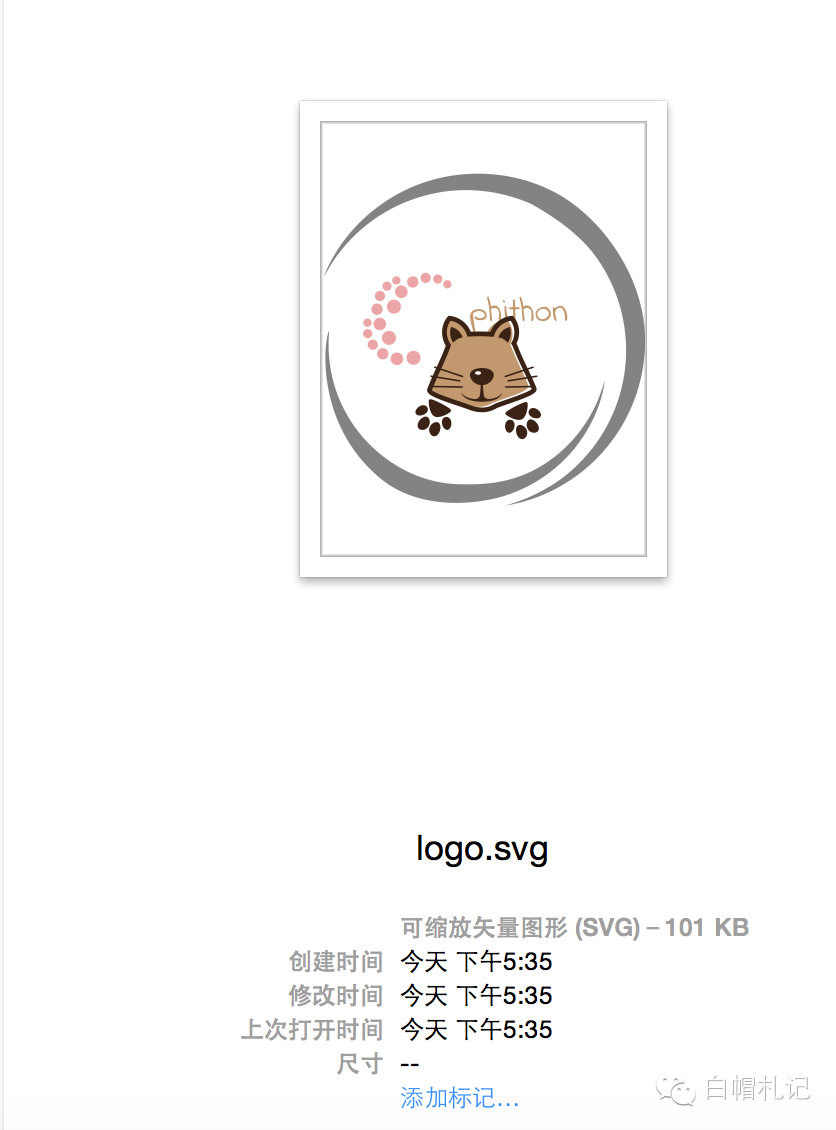 phithon
logo.svg
可缩放矢量图形 (SVG) – 101 KB
创建时间 今天 下午5:35
修改时间 今天 下午5:35
上次打开时间 今天 下午5:35
尺寸 --
添加标记…
白帽札记